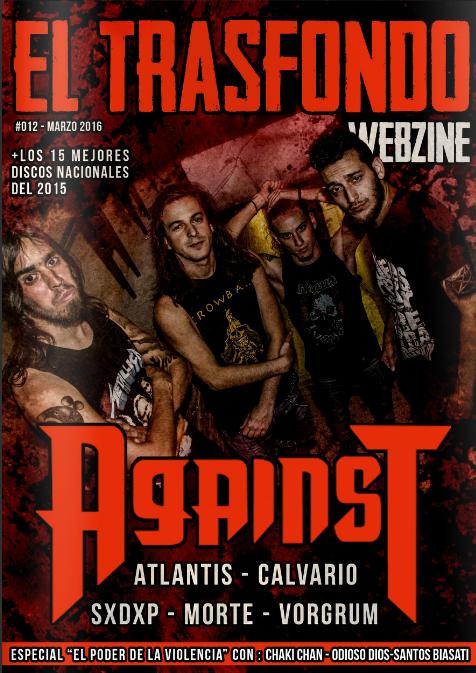 EL TRASFONDO
#012 - MARZO 2016
WEBZINE
+LOS 15 MEJORES
DISCOS NACIONALES
DEL 2015
CROWBA
AgAinsT
ATLANTIS - CALVARIO
SXDXP - MORTE - VORGRUM
ESPECIAL "EL PODER DE LA VIOLENCIA" CON : CHAKI CHAN - ODIOSO DIOS-SANTOS BIASATI